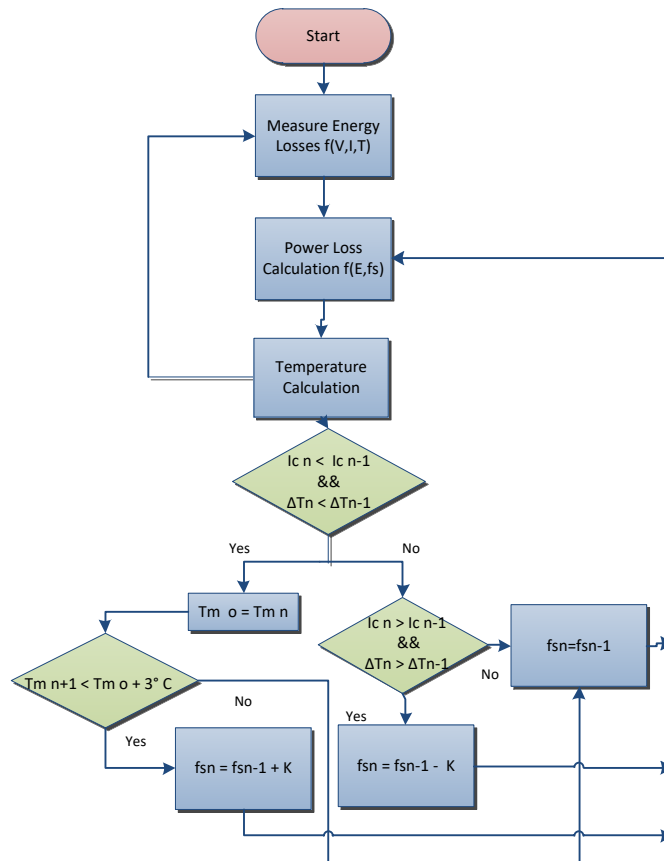 Start
Measure Energy
Losses f(V,I,T)
Power Loss
Calculation f(E,fs)
Temperature
Calculation
Ic n < Ic n-1
&&
ΔTn < ΔTn-1
Yes
No
Tm o = Tm n
Ic n > Ic n-1
&&
ΔTn > ΔTn-1
No
fsn=fsn-1
Tm n+1 < Tm o + 3° C
No
Yes
Yes
fsn = fsn-1 + K
fsn = fsn-1 - K